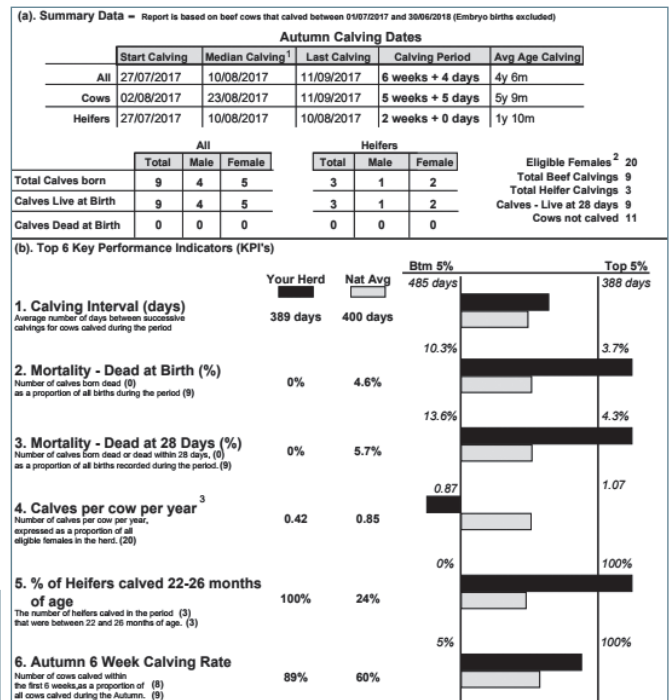 (a). Summary Data – Report is based on beef cows that calved between 01/07/2017 and 30/06/2018 (Embryo births excluded)
Autumn Calving Dates
Start Calving Median Calving1 Last Calving Calving Period Avg Age Calving
All 27/07/2017 10/08/2017 11/09/2017 6 weeks + 4 days 4y 6m
Cows 02/08/2017 23/08/2017 11/09/2017 5 weeks + 5 days 5y 9m
Heifers 27/07/2017 10/08/2017 10/08/2017 2 weeks + 0 days 1y 10m
All Heifers
Total Male Female Total Male Female
Total Calves born 9 4 5 3 1 2
Calves Live at Birth 9 4 5 3 1 2
Calves Dead at Birth 0 0 0 0 0 0
Eligible Females2 20
Total Beef Calvings 9
Total Heifer Calvings 3
Calves - Live at 28 days 9
Cows not calved 11
(b). Top 6 Key Performance Indicators (KPI's)
Your Herd Nat Avg Btm 5% Top 5%
485 days 388 days
1. Calving Interval (days)
Average number of days between successive
calvings for cows calved during the period
389 days 400 days
10.3% 3.7%
2. Mortality - Dead at Birth (%)
Number of calves born dead (0)
as a proportion of all births during the period (9)
0% 4.6%
13.6% 4.3%
3. Mortality - Dead at 28 Days (%)
Number of calves born dead or dead within 28 days, (0)
as a proportion of all births recorded during the period. (9)
0% 5.7%
0.87 1.07
4. Calves per cow per year3
Number of calves per cow per year,
expressed as a proportion of all
eligible females in the herd. (20)
0.42 0.85
0% 100%
5. % of Heifers calved 22-26 months
of age
The number of heifers calved in the period (3)
that were between 22 and 26 months of age. (3)
100% 24%
5% 100%
6. Autumn 6 Week Calving Rate
Number of cows calved within
the first 6 weeks,as a proportion of (8)
all cows calved during the Autumn. (9)
89% 60%